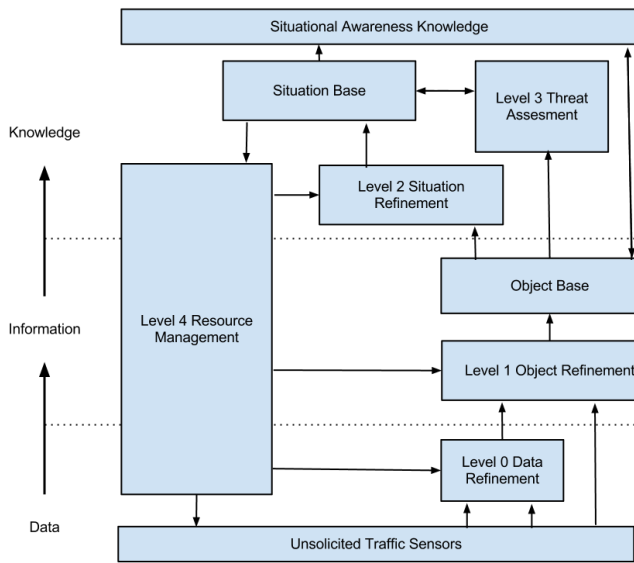 Situational Awareness Knowledge
Situation Base
Level 3 Threat
Assesment
Knowledge
Level 2 Situation
Refinement
Object Base
Level 4 Resource
Management
Information
Level 1 Object Refinement
Level 0 Data
Refinement
Data
Unsolicited Traffic Sensors